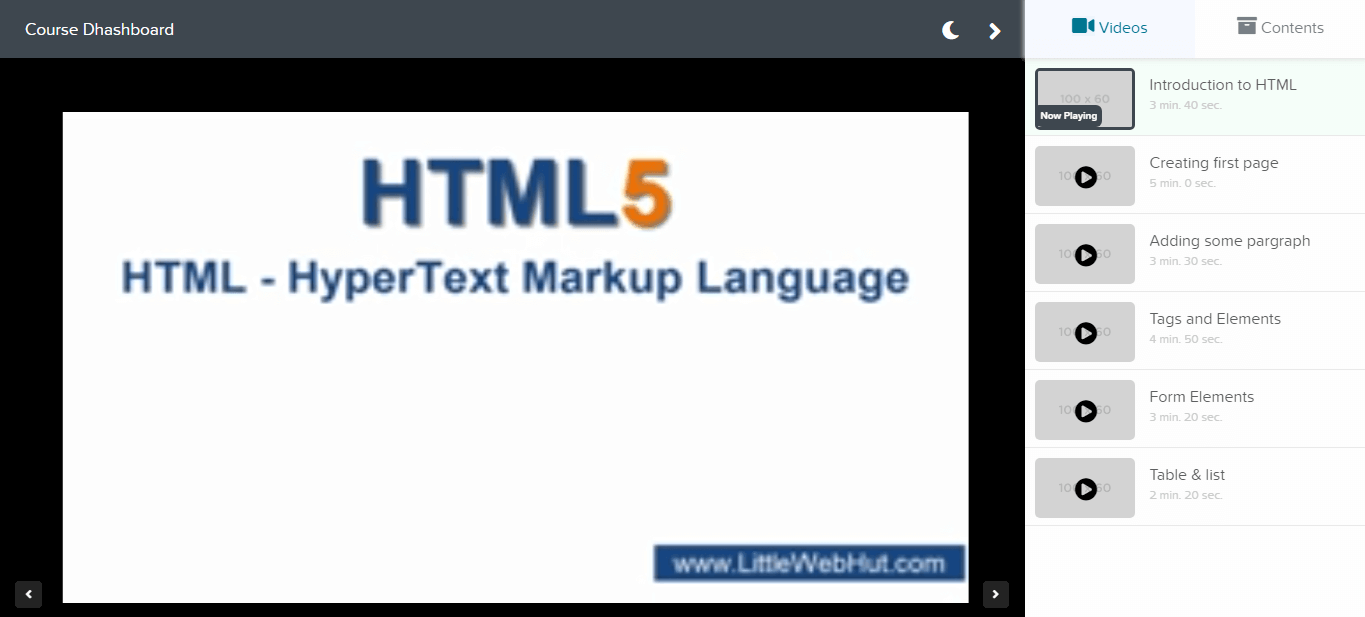 Course Dhashboard
HTML5
HTML - HyperText Markup Language
www.LittleWebHut.com
Videos
Contents
100 x 60
Now Playing
Introduction to HTML
3 min. 40 sec.
Creating first page
5 min. 0 sec.
Adding some pargraph
3 min. 30 sec.
Tags and Elements
4 min. 50 sec.
Form Elements
3 min. 20 sec.
Table & list
2 min. 20 sec.